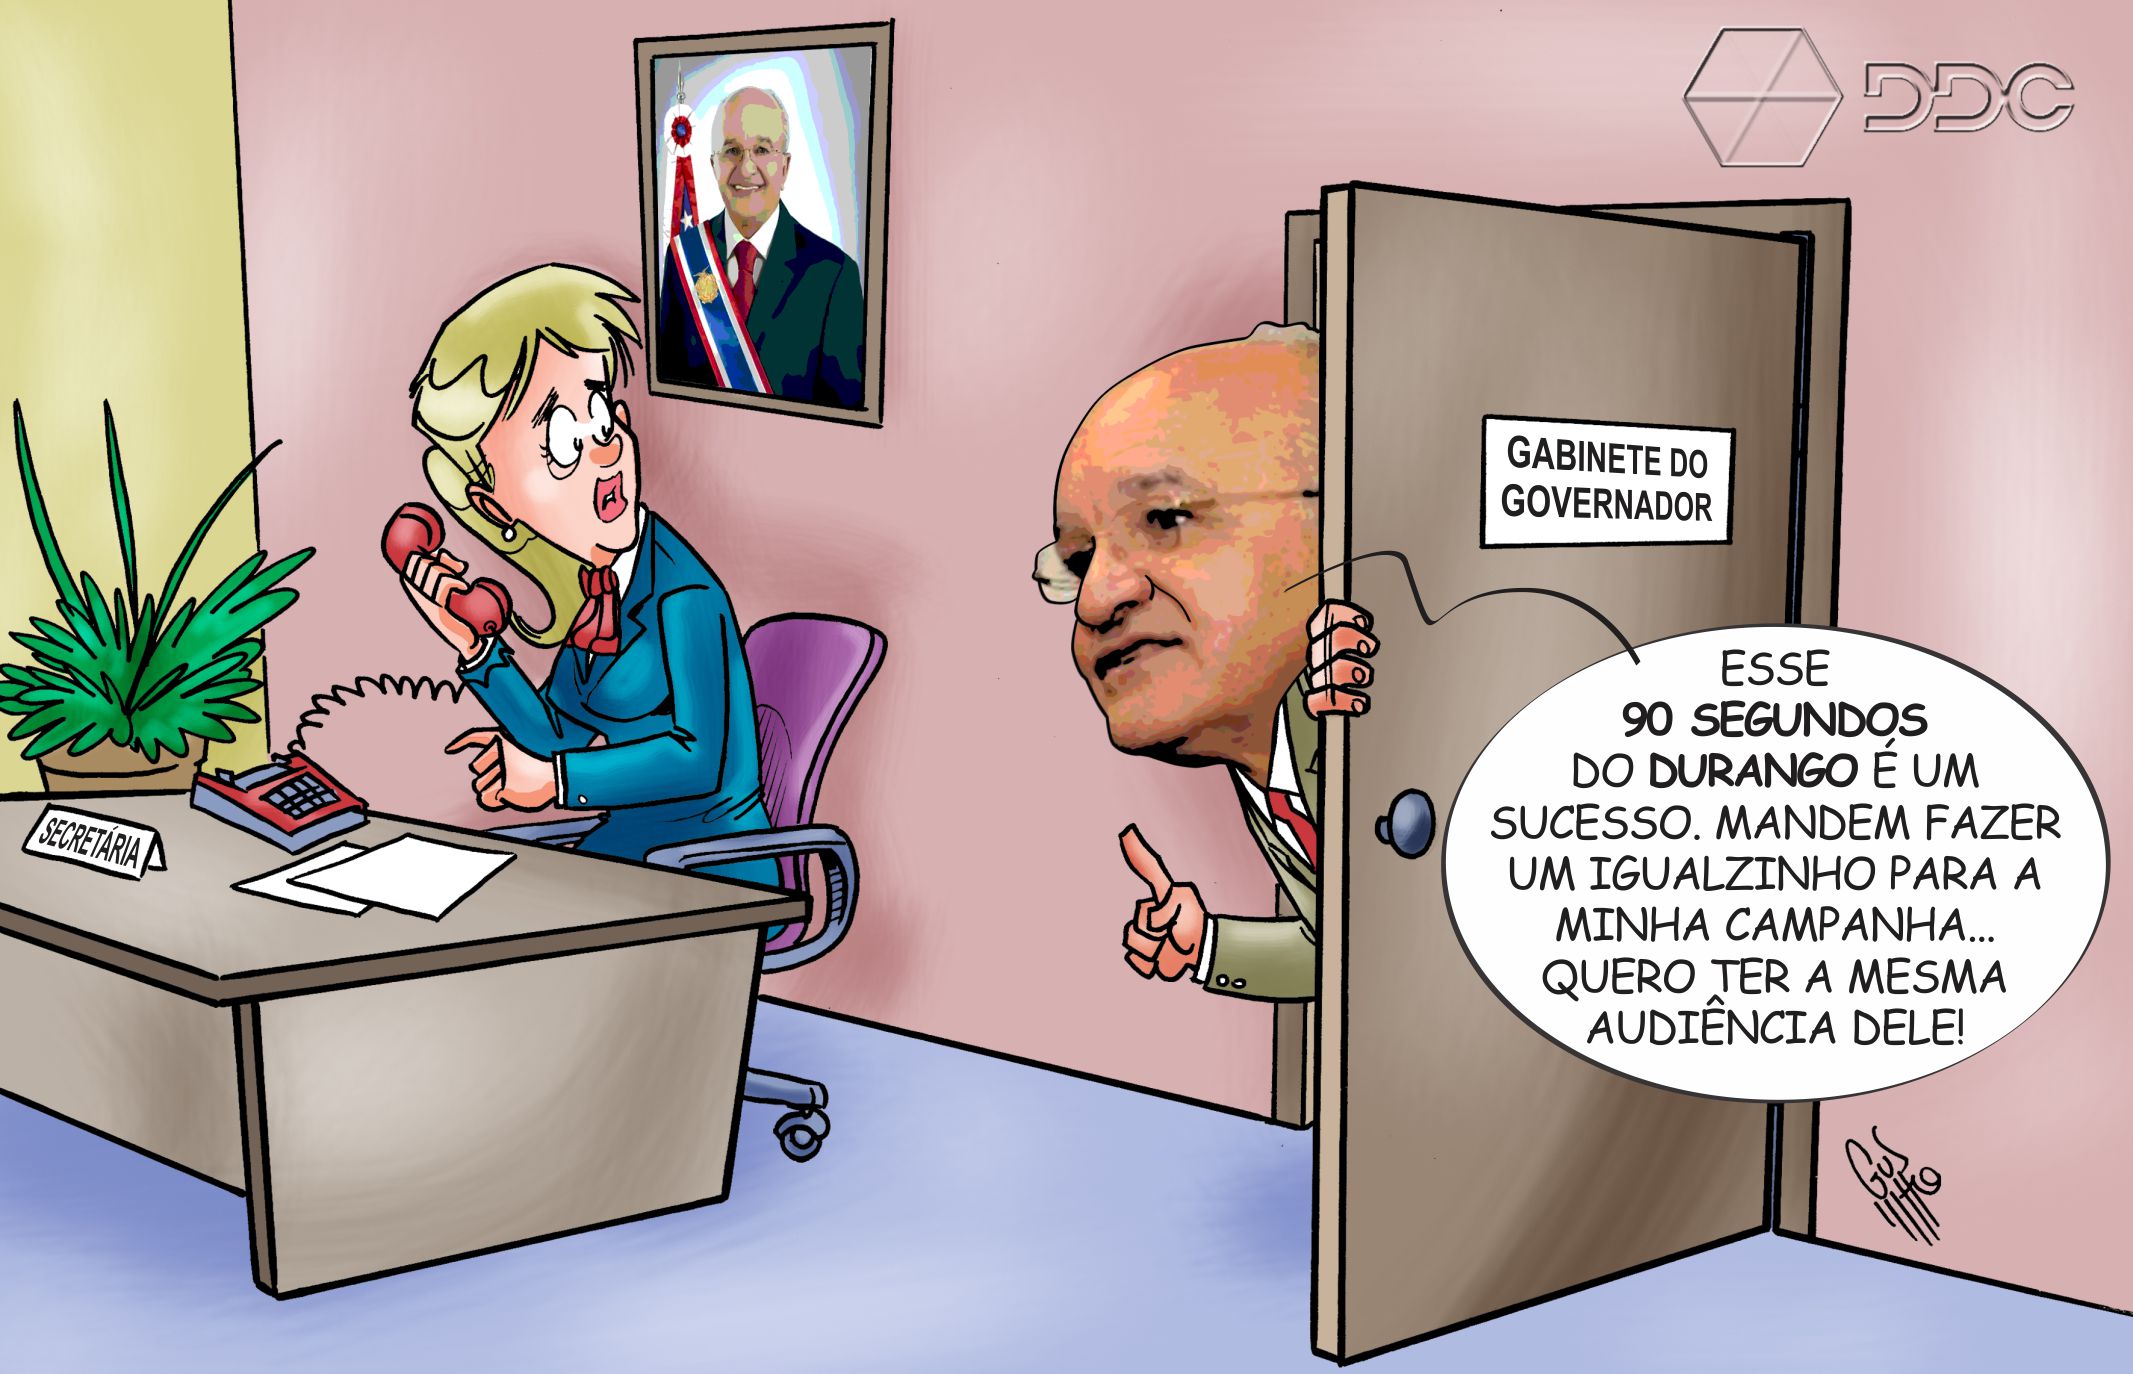 DDC
GABINETE DO
GOVERNADOR
SECRETÁRIA
ESSE
90 SEGUNDOS
DO DURANGO É UM
SUCESSO. MANDEM FAZER
UM IGUALZINHO PARA A
MINHA CAMPANHA...
QUERO TER A MESMA
AUDIÊNCIA DELE!